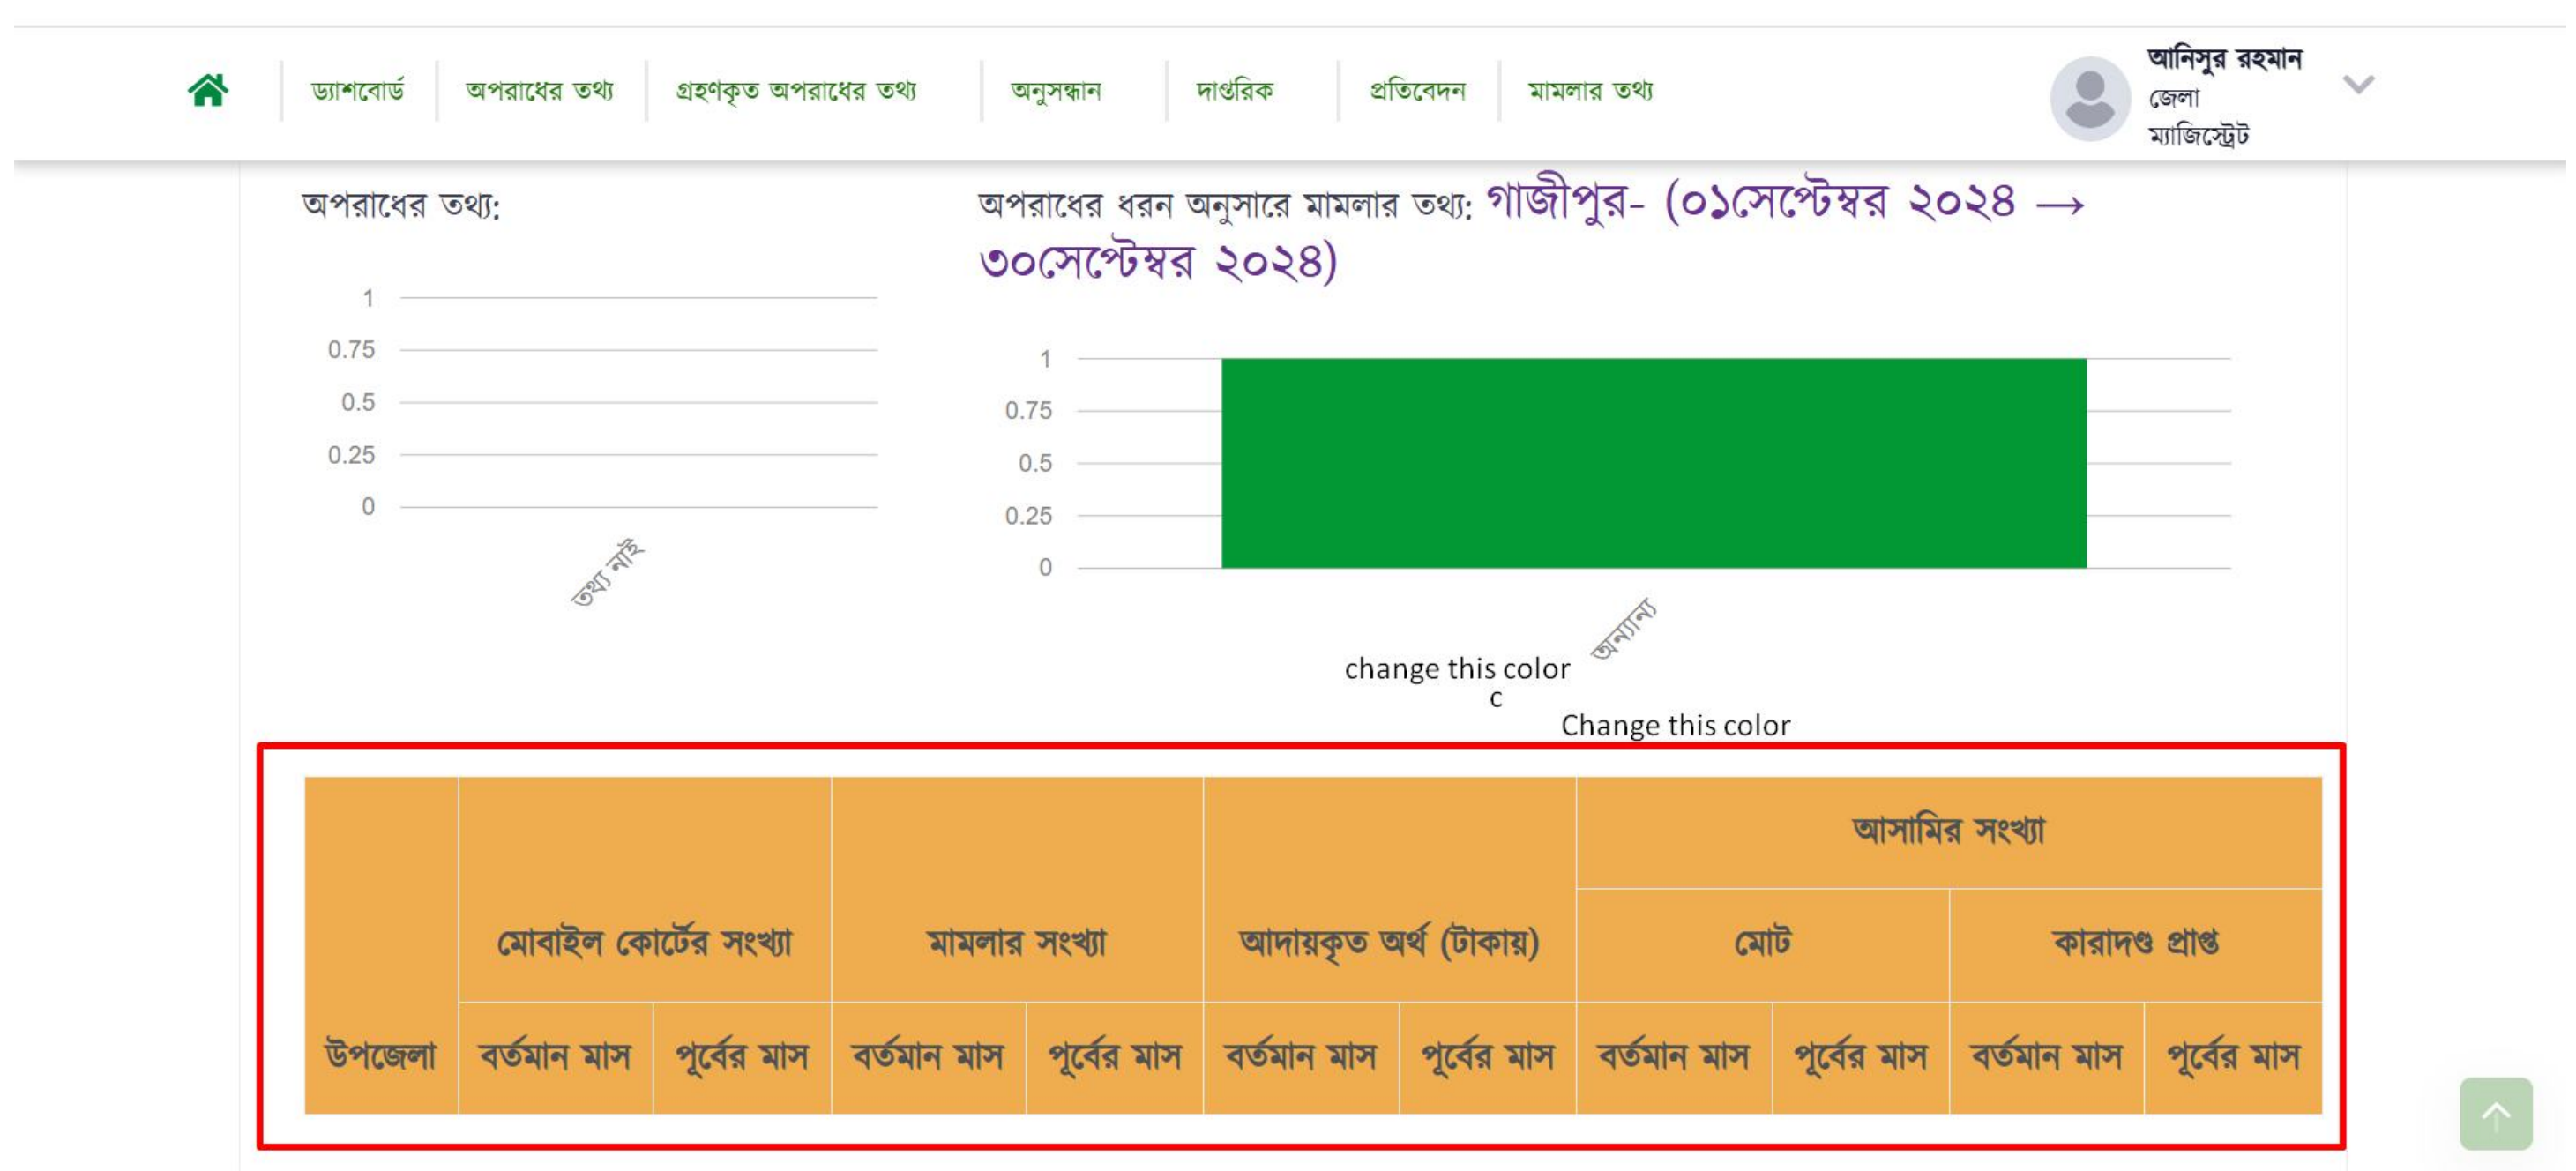 ড্যাশবোর্ড অপরাধের তথ্য গ্রহণকৃত অপরাধের তথ্য অনুসন্ধান দাপ্তরিক প্রতিবেদন মামলার তথ্য
আনিসুর রহমান
জেলা
ম্যাজিস্ট্রেট
অপরাধের তথ্য:
1
0.75
0.5
0.25
0
তথ্য নাই
অপরাধের ধরন অনুসারে মামলার তথ্য: গাজীপুর- (০১সেপ্টেম্বর ২০২৪ →
৩০সেপ্টেম্বর ২০২৪)
1
0.75
0.5
0.25
0
অন্যান্য
change this color
c
Change this color
আসামির সংখ্যা
মোবাইল কোর্টের সংখ্যা মামলার সংখ্যা আদায়কৃত অর্থ (টাকায়) মোট কারাদণ্ড প্রাপ্ত
উপজেলা বর্তমান মাস পূর্বের মাস বর্তমান মাস পূর্বের মাস বর্তমান মাস পূর্বের মাস বর্তমান মাস পূর্বের মাস বর্তমান মাস পূর্বের মাস